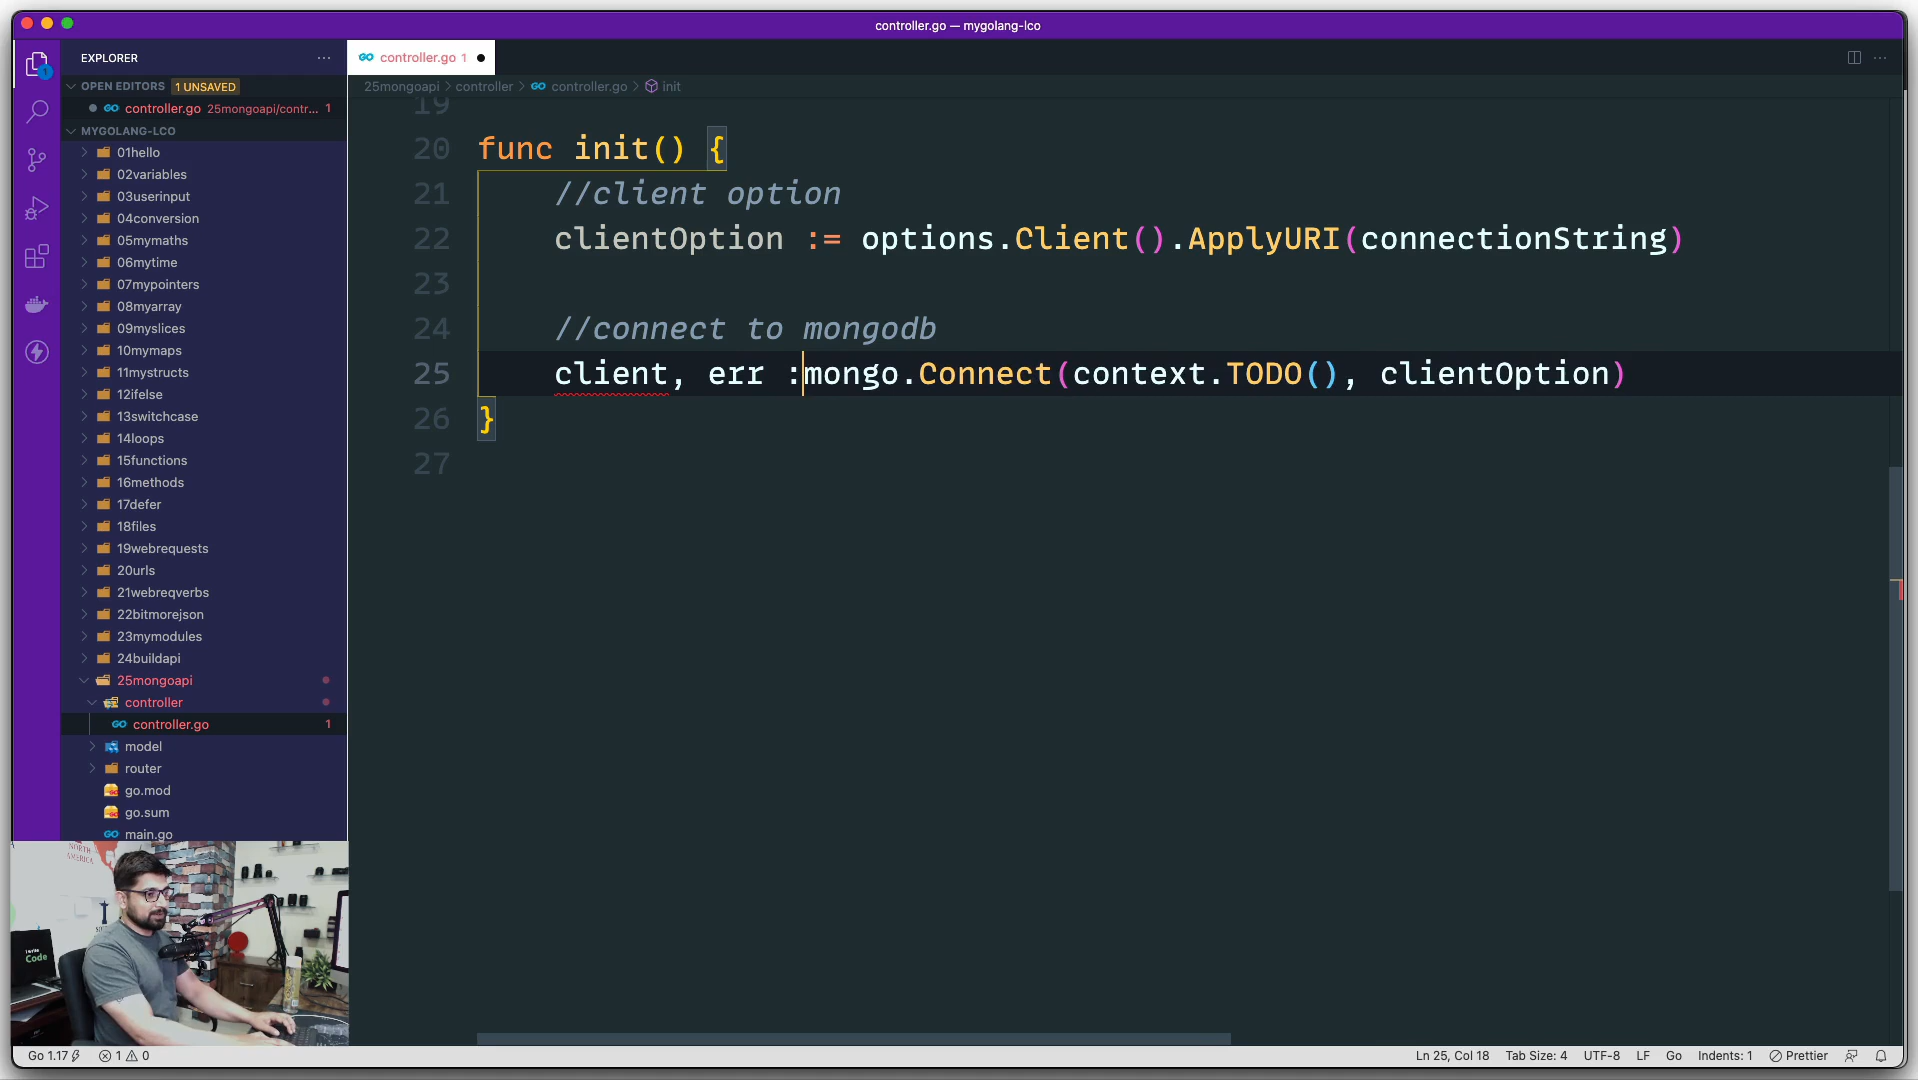 controller.go — mygolang-lco
EXPLORER
OPEN EDITORS 1 UNSAVED
controller.go 25mongoapi/contr... 1
MYGOLANG-LCO
01hello
02variables
03userinput
04conversion
05mymaths
06mytime
07mypointers
08myarray
09myslices
10mymaps
11mystructs
12ifelse
13switchcase
14loops
15functions
16methods
17defer
18files
19webrequests
20urls
21webreqverbs
22bitmorejson
23mymodules
24buildapi
25mongoapi
controller
controller.go 1
model
router
go.mod
go.sum
main.go
controller.go 1
25mongoapi > controller > controller.go > init
19
20 func init() {
21 //client option
22 clientOption := options.Client().ApplyURI(connectionString)
23
24 //connect to mongodb
25 client, err :mongo.Connect(context.TODO(), clientOption)
26 }
27
NORTH
AMERICA
Code
Go 1.17 1 0
Ln 25, Col 18 Tab Size: 4 UTF-8 LF Go Indents: 1 Prettier